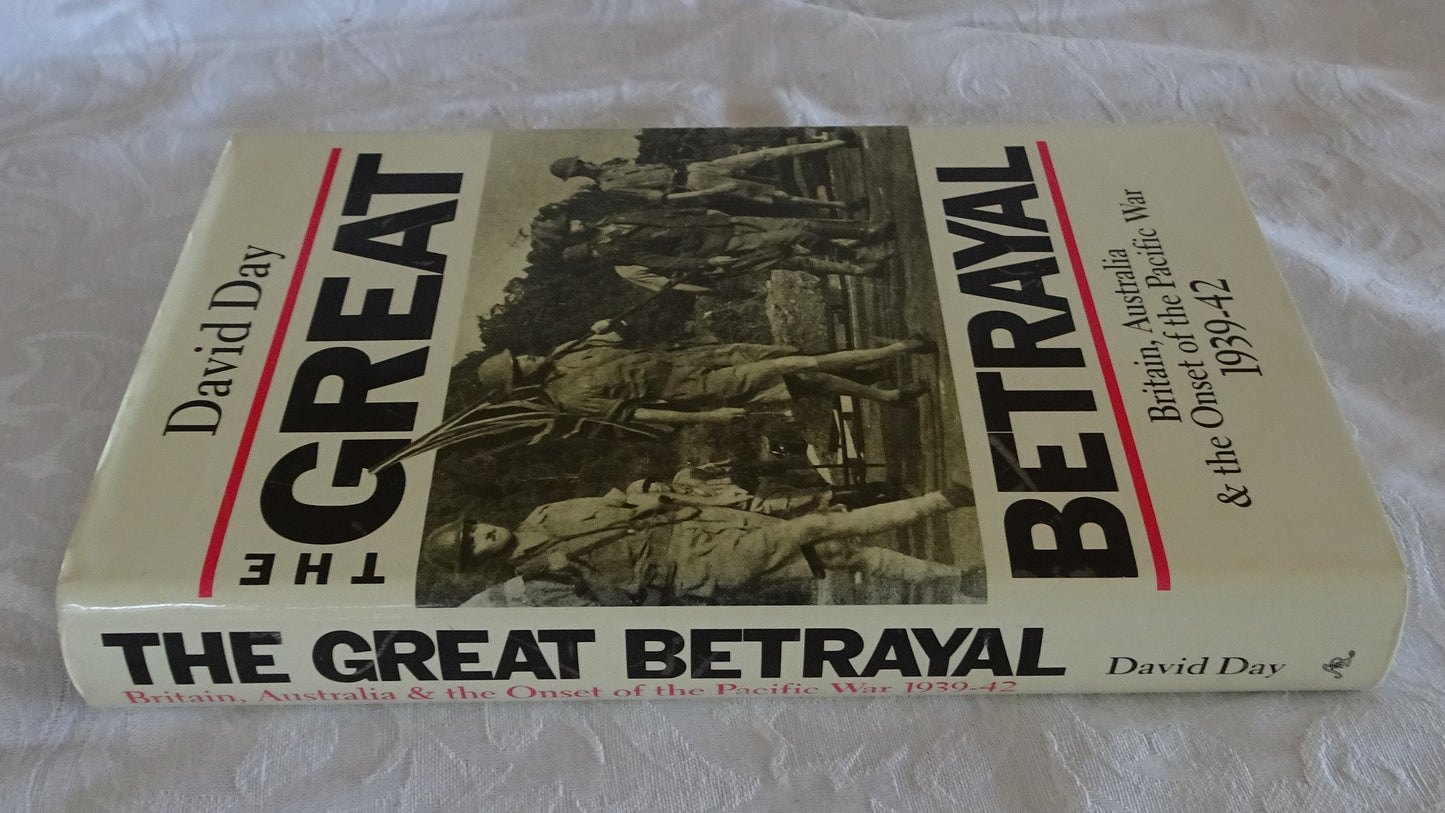 David Day
THE
GREAT
BETRAYAL
Britain, Australia
& the Onset of the Pacific War
1939-42
THE GREAT BETRAYAL David Day
Britain, Australia & the Onset of the Pacific War 1939-42